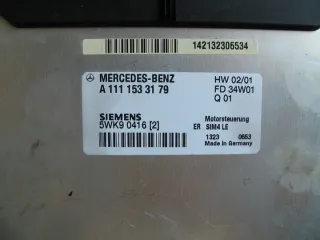 142132306534
MERCEDES-BENZ HW 02/01
A 111 153 31 79 FD 34W01
Q 01
SIEMENS Motorsteuerung
5WK9 0416 [2] ER SIM4 LE
1323 0653
Made in Germany